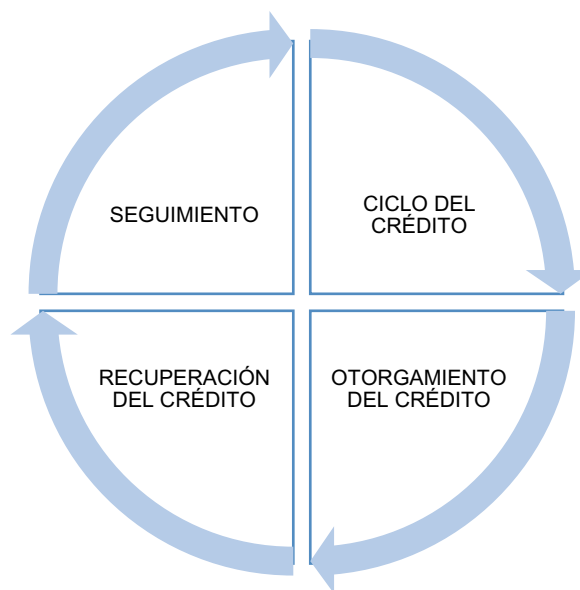 SEGUIMIENTO
CICLO DEL
CRÉDITO
RECUPERACIÓN
DEL CRÉDITO
OTORGAMIENTO
DEL CRÉDITO